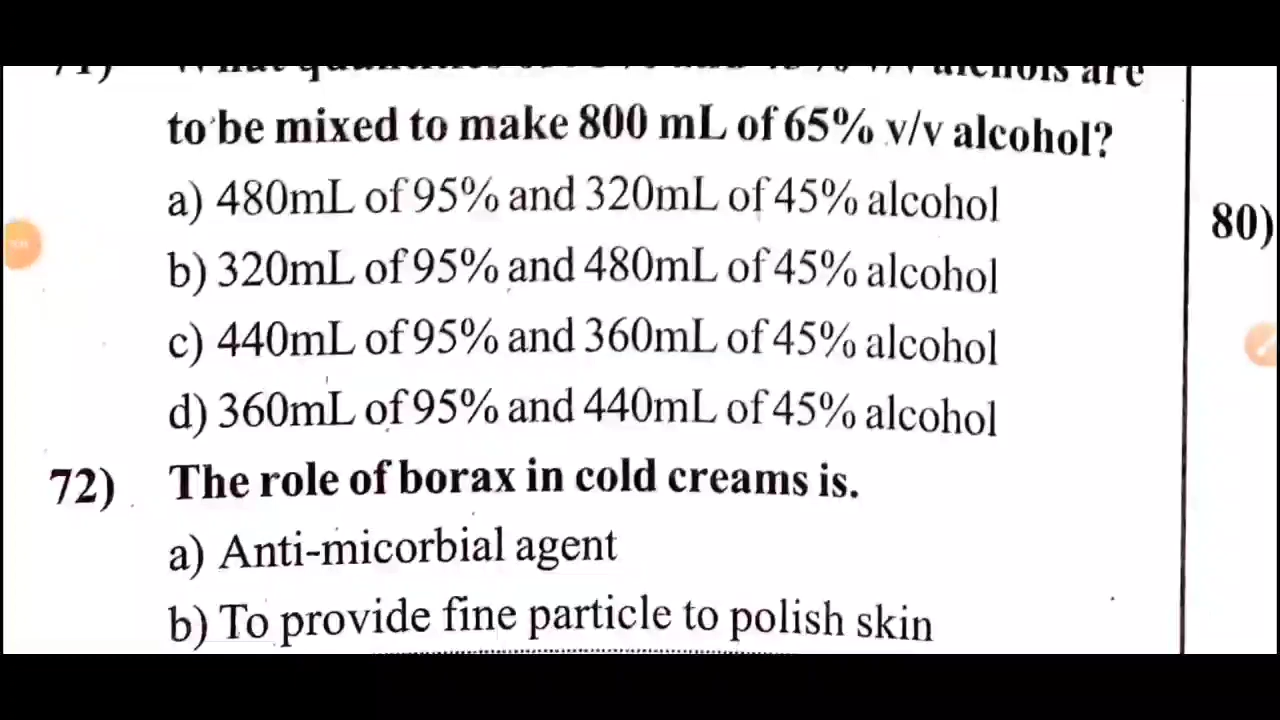 to be mixed to make 800 mL of 65% v/v alcohol?
a) 480mL of 95% and 320mL of 45% alcohol
80)
b) 320mL of 95% and 480mL of 45% alcohol
c) 440mL of 95% and 360mL of 45% alcohol
d) 360mL of 95% and 440mL of 45% alcohol
72) The role of borax in cold creams is.
a) Anti-micorbial agent
b) To provide fine particle to polish skin